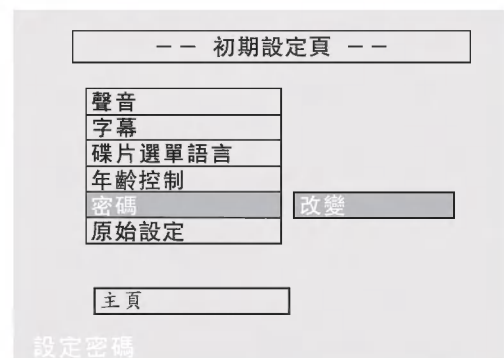 －－ 初期設定頁 －－
聲音
字幕
碟片選單語言
年齡控制
密碼 改變
原始設定
主頁
設定密碼